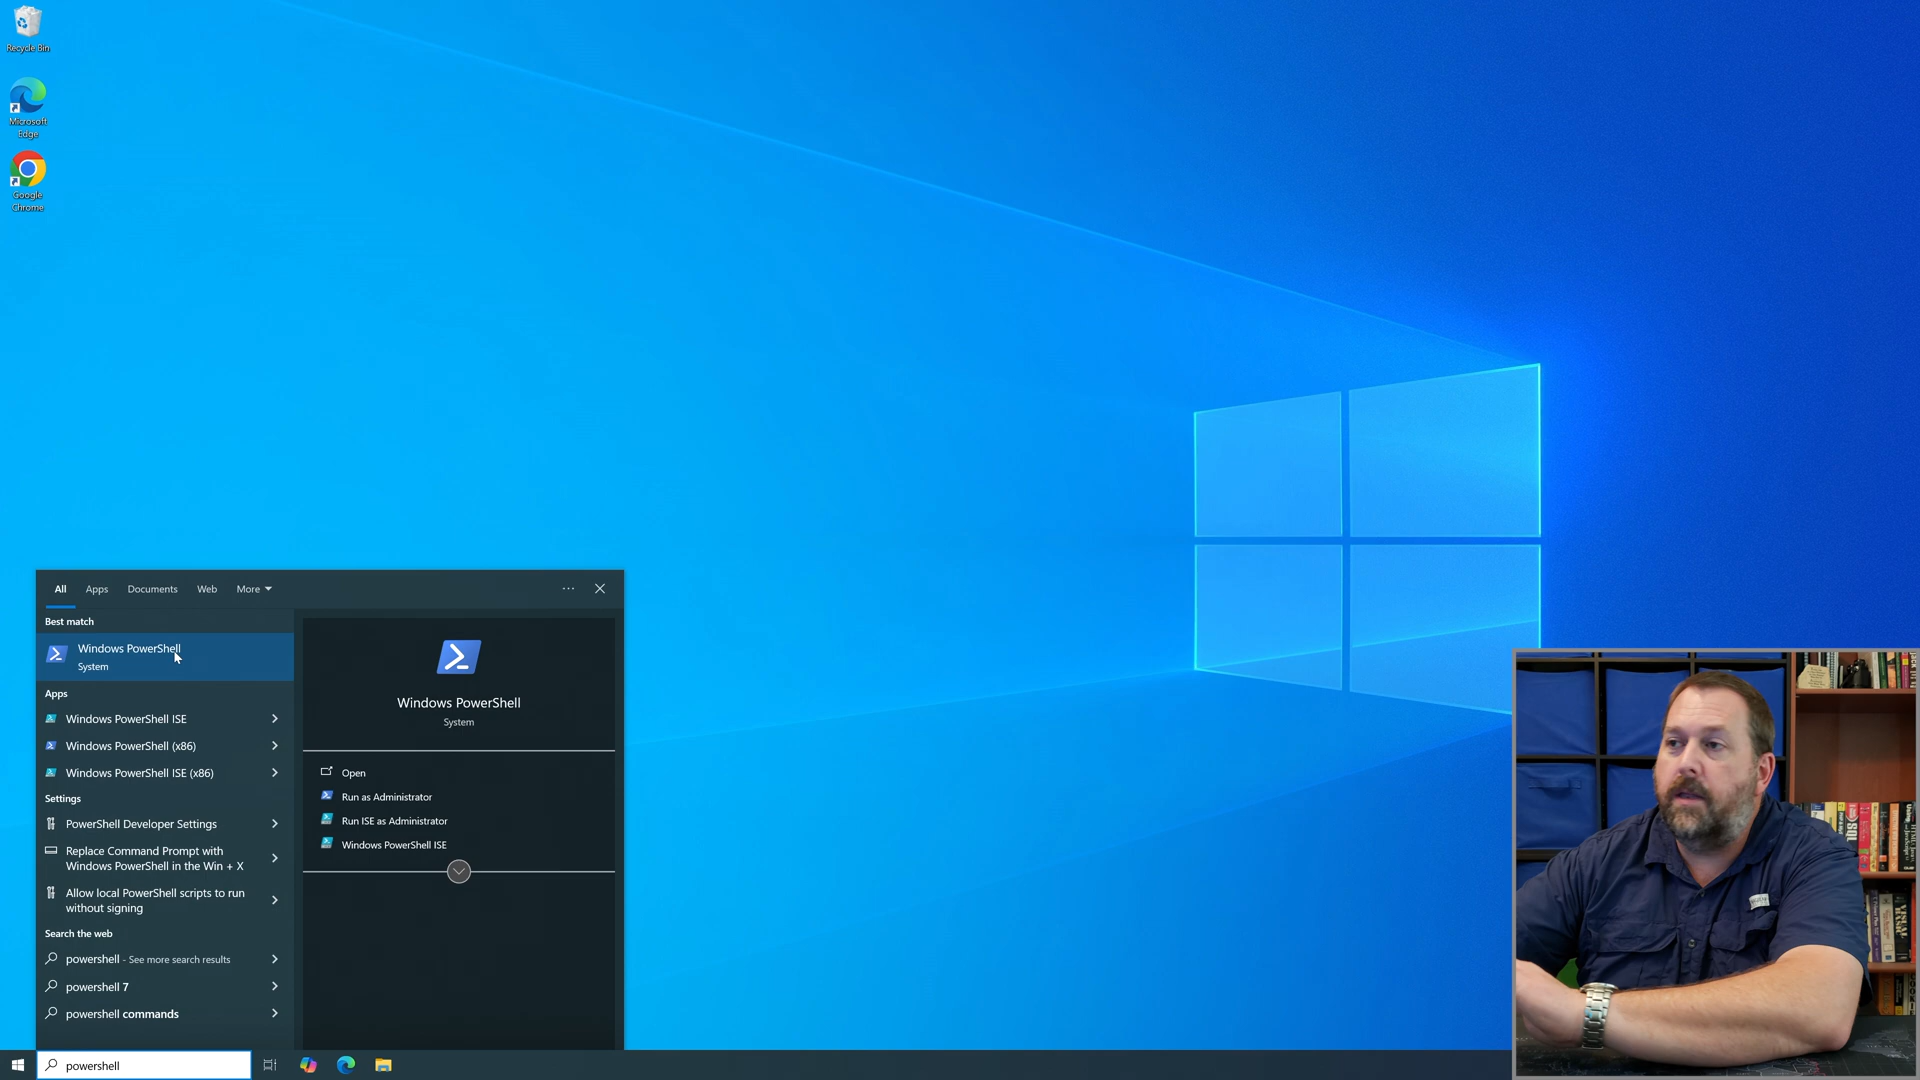 Recycle Bin
Microsoft
Edge
Google
Chrome
All Apps Documents Web More
Best match
Windows PowerShell
System
Apps
Windows PowerShell ISE
Windows PowerShell (x86)
Windows PowerShell ISE (x86)
Settings
PowerShell Developer Settings
Replace Command Prompt with
Windows PowerShell in the Win + X
Allow local PowerShell scripts to run
without signing
Search the web
powershell - See more search results
powershell 7
powershell commands
Windows PowerShell
System
Open
Run as Administrator
Run ISE as Administrator
Windows PowerShell ISE
powershell
SQL